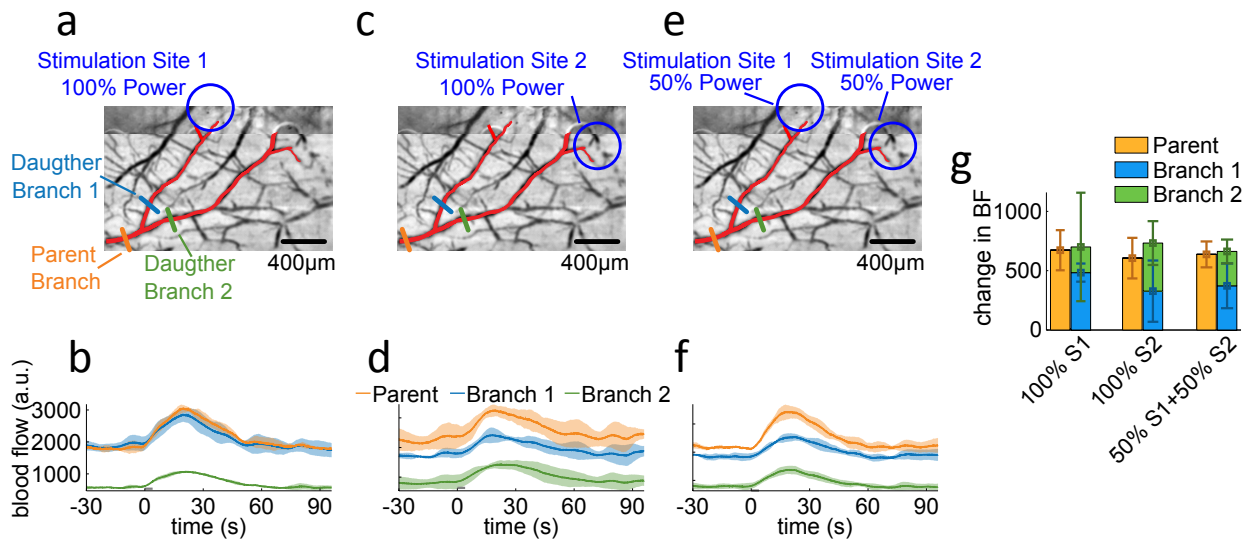 a
Stimulation Site 1
100% Power
Daugther
Branch 1
Parent
Branch
Daugther
Branch 2
400µm
c
Stimulation Site 2
100% Power
400µm
e
Stimulation Site 1
50% Power
Stimulation Site 2
50% Power
400µm
g
Parent
Branch 1
Branch 2
change in BF
1000
500
0
100% S1
100% S2
50% S1+50% S2
b
blood flow (a.u.)
3000
2000
1000
-30 0 30 60 90
time (s)
d
Parent Branch 1 Branch 2
-30 0 30 60 90
time (s)
f
-30 0 30 60 90
time (s)